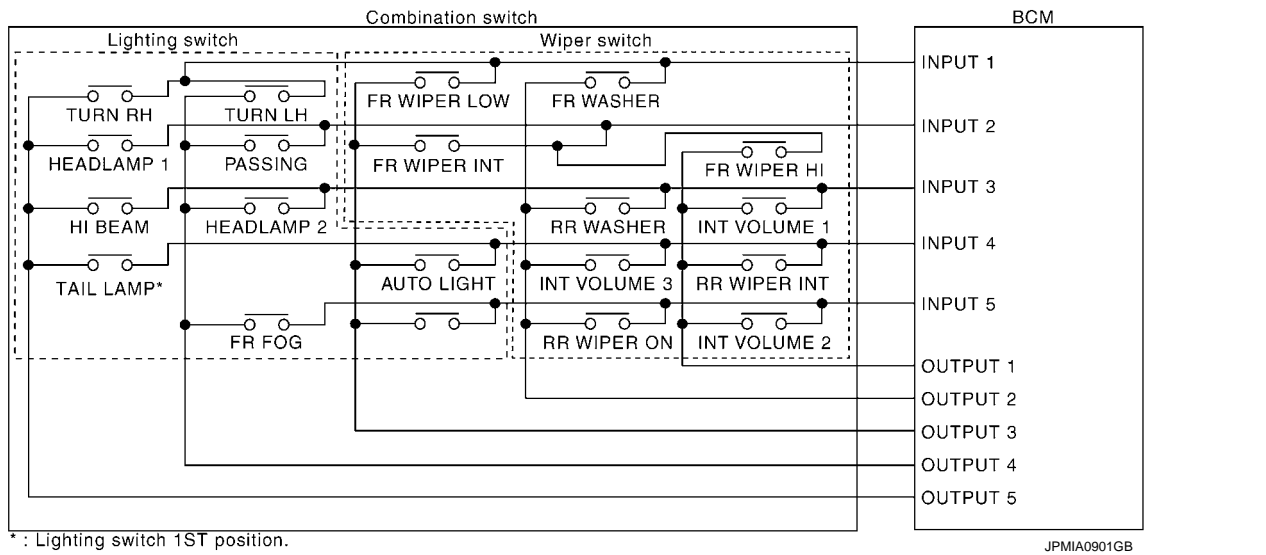 Combination switch
BCM
Lighting switch
Wiper switch
INPUT 1
TURN RH
TURN LH
FR WIPER LOW
FR WASHER
INPUT 2
HEADLAMP 1
PASSING
FR WIPER INT
FR WIPER HI
INPUT 3
HI BEAM
HEADLAMP 2
RR WASHER
INT VOLUME 1
INPUT 4
TAIL LAMP*
AUTO LIGHT
INT VOLUME 3
RR WIPER INT
INPUT 5
FR FOG
RR WIPER ON
INT VOLUME 2
OUTPUT 1
OUTPUT 2
OUTPUT 3
OUTPUT 4
OUTPUT 5
* : Lighting switch 1ST position.
JPMIA0901GB